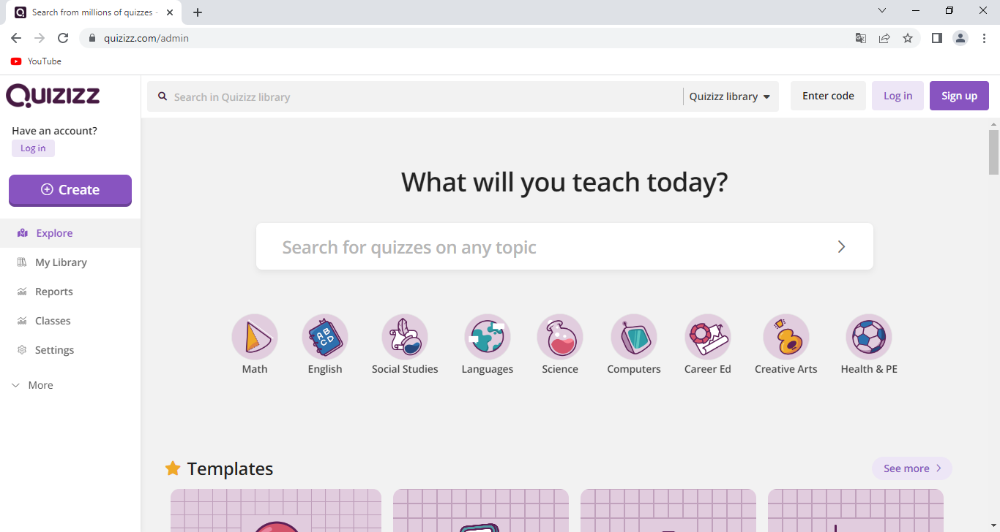 Search from millions of quizzes -
quizizz.com/admin
YouTube
QUIZIZZ
Search in Quizizz library
Quizizz library
Enter code
Log in
Sign up
Have an account?
Log in
Create
Explore
My Library
Reports
Classes
Settings
More
What will you teach today?
Search for quizzes on any topic
AB
CD
Math
English
Social Studies
Languages
Science
Computers
Career Ed
Creative Arts
Health & PE
Templates
See more